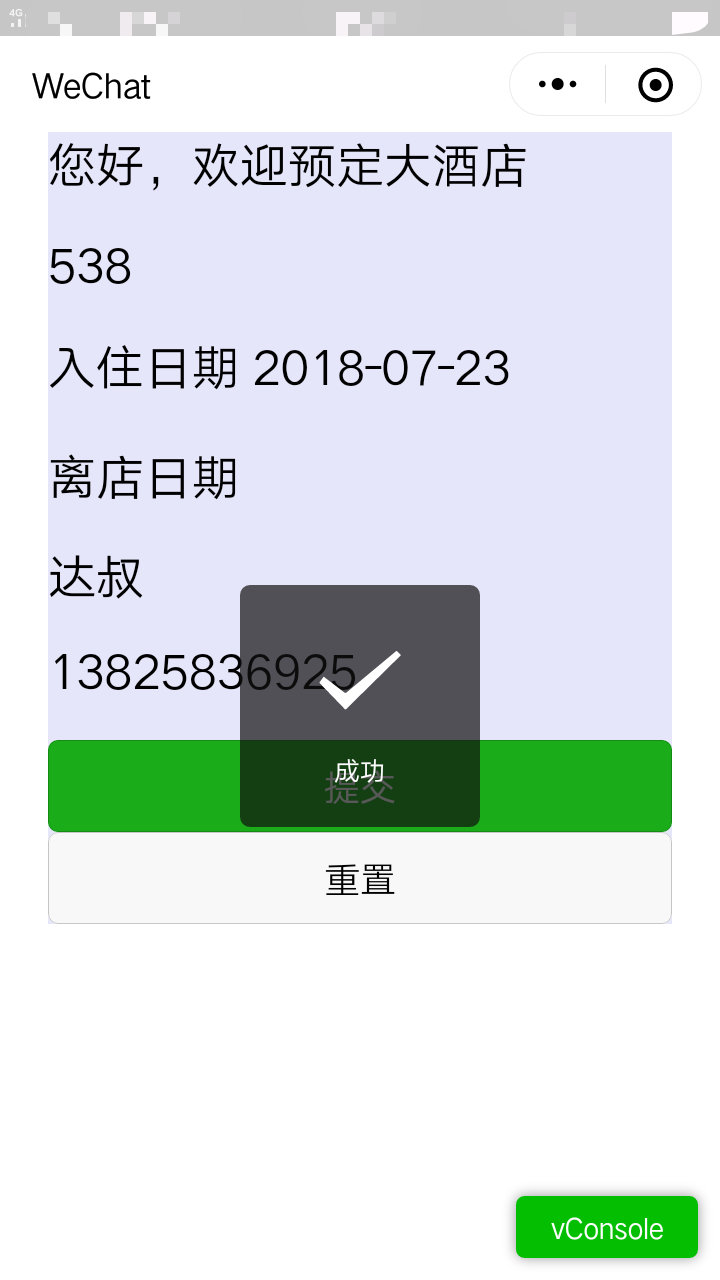 4G
WeChat
您好，欢迎预定大酒店
538
入住日期 2018-07-23
离店日期
达叔
13825836925
成功
提交
重置
vConsole